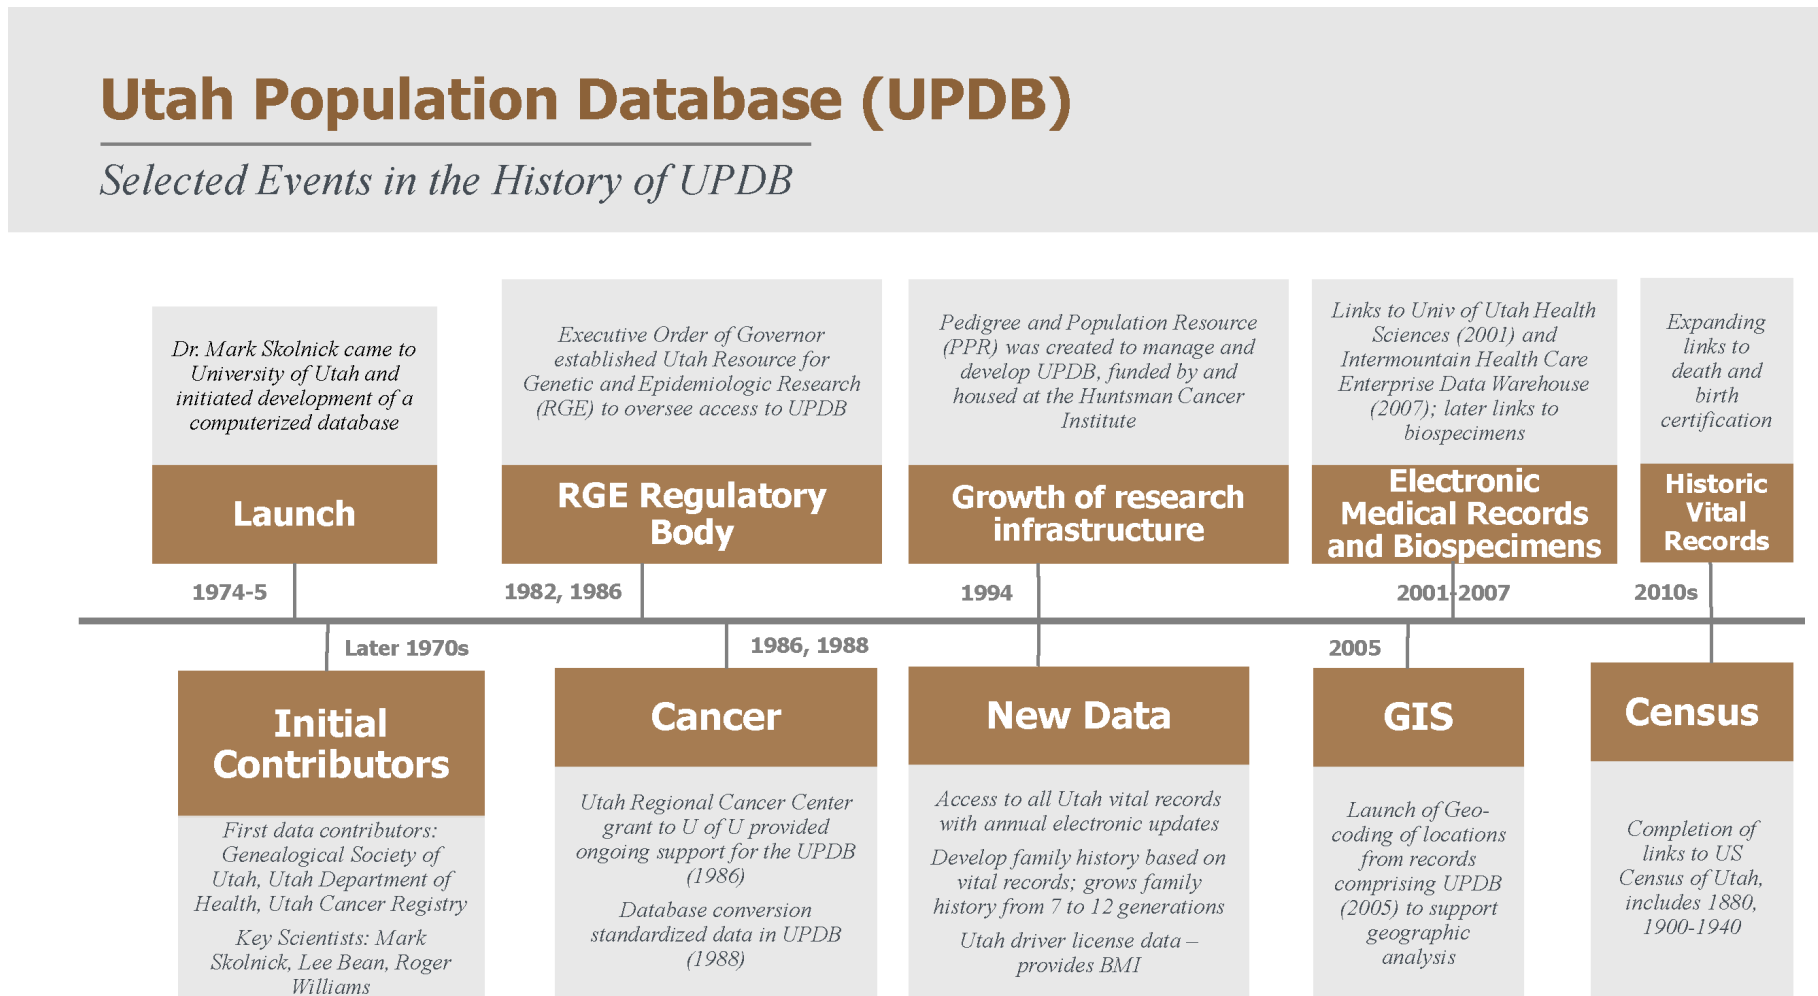 Utah Population Database (UPDB)
Selected Events in the History of UPDB
Dr. Mark Skolnick came to
University of Utah and
initiated development of a
computerized database
Launch
1974-5
Executive Order of Governor
established Utah Resource for
Genetic and Epidemiologic Research
(RGE) to oversee access to UPDB
RGE Regulatory
Body
1982, 1986
Pedigree and Population Resource
(PPR) was created to manage and
develop UPDB, funded by and
housed at the Huntsman Cancer
Institute
Growth of research
infrastructure
1994
Links to Univ of Utah Health
Sciences (2001) and
Intermountain Health Care
Enterprise Data Warehouse
(2007); later links to
biospecimens
Electronic
Medical Records
and Biospecimens
2001-2007
Expanding
links to
death and
birth
certification
Historic
Vital
Records
2010s
Later 1970s
Initial
Contributors
First data contributors:
Genealogical Society of
Utah, Utah Department of
Health, Utah Cancer Registry
Key Scientists: Mark
Skolnick, Lee Bean, Roger
Williams
1986, 1988
Cancer
Utah Regional Cancer Center
grant to U of U provided
ongoing support for the UPDB
(1986)
Database conversion
standardized data in UPDB
(1988)
New Data
Access to all Utah vital records
with annual electronic updates
Develop family history based on
vital records; grows family
history from 7 to 12 generations
Utah driver license data –
provides BMI
2005
GIS
Launch of Geo-
coding of locations
from records
comprising UPDB
(2005) to support
geographic
analysis
Census
Completion of
links to US
Census of Utah,
includes 1880,
1900-1940